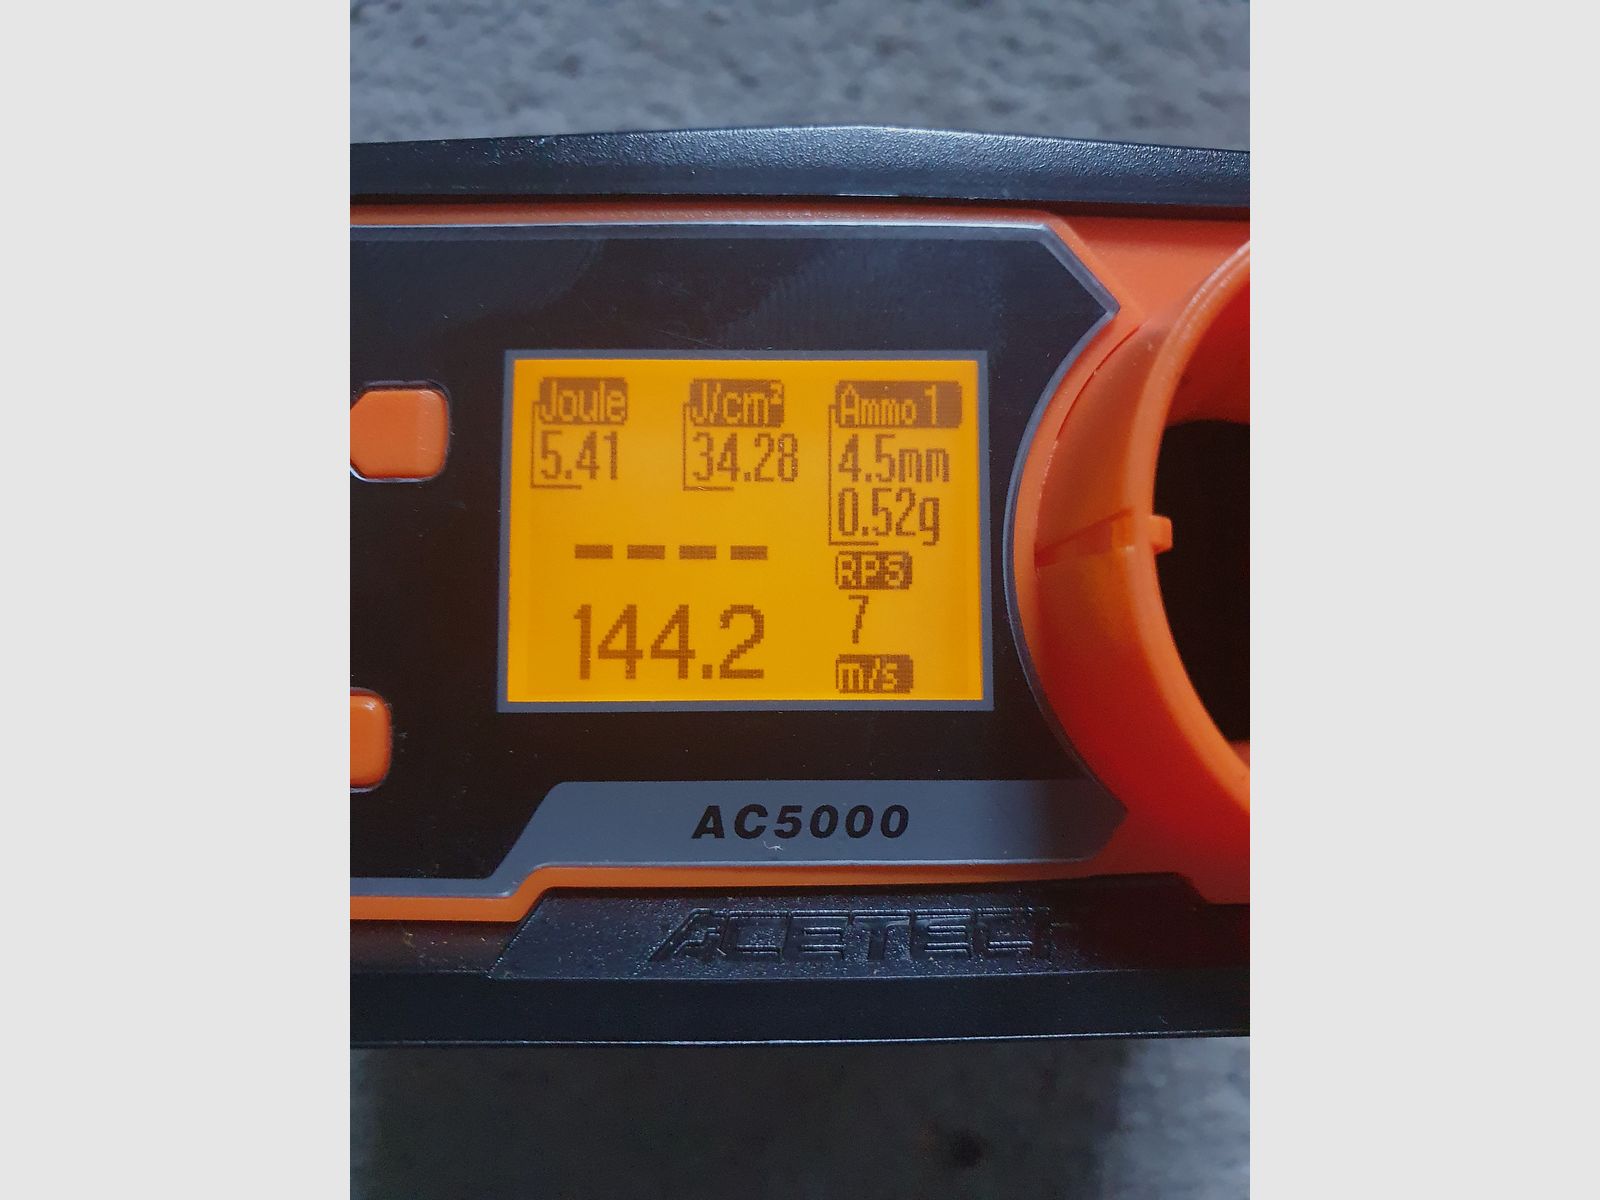 Joule
5.41
J/cm²
34.28
Ammo 1
4.5mm
0.52g
----
144.2
RPS
7
m/s
AC5000
ACETECH